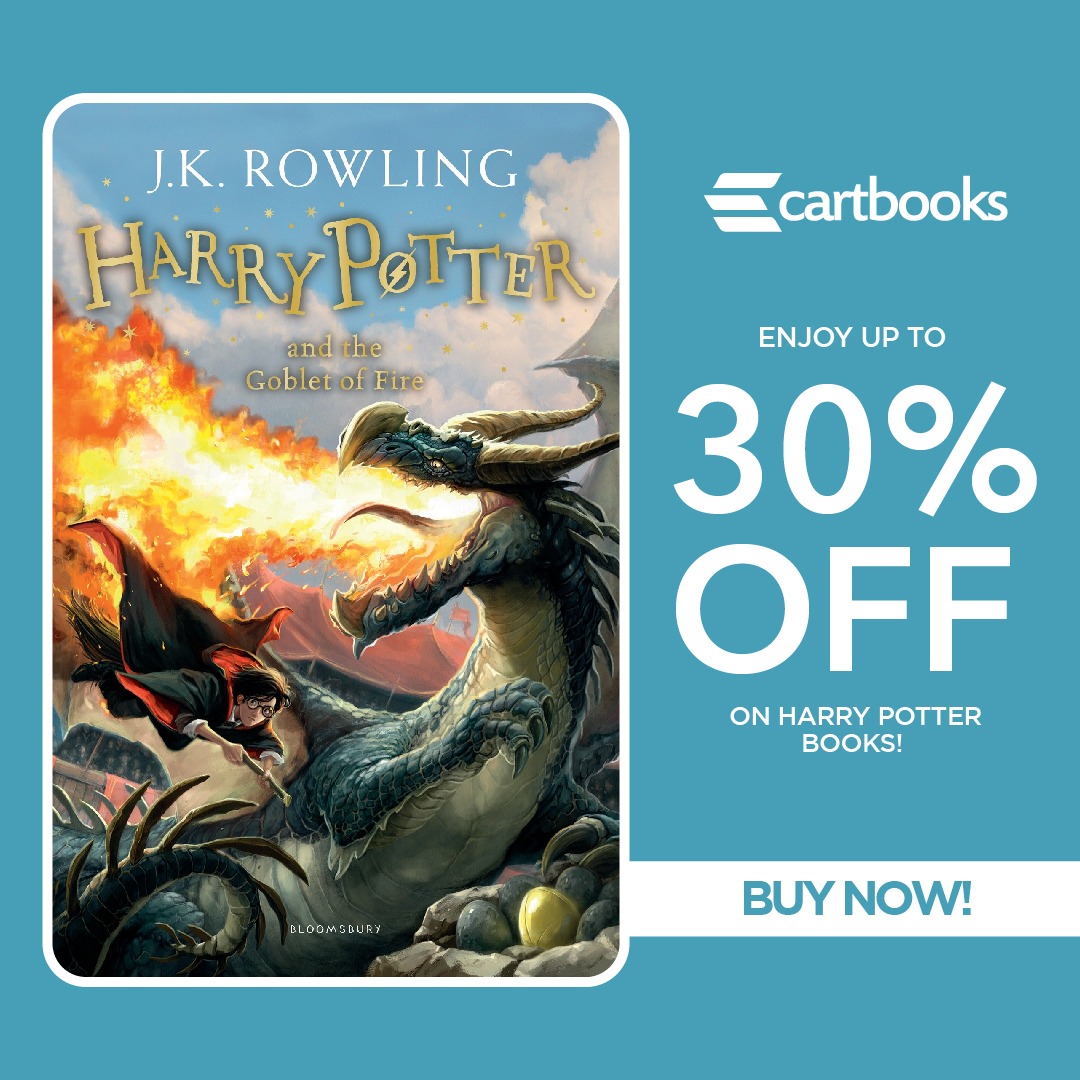 J.K. ROWLING
HARRY POTTER
and the
Goblet of Fire
BLOOMSBURY
cartbooks
ENJOY UP TO
30%
OFF
ON HARRY POTTER
BOOKS!
BUY NOW!